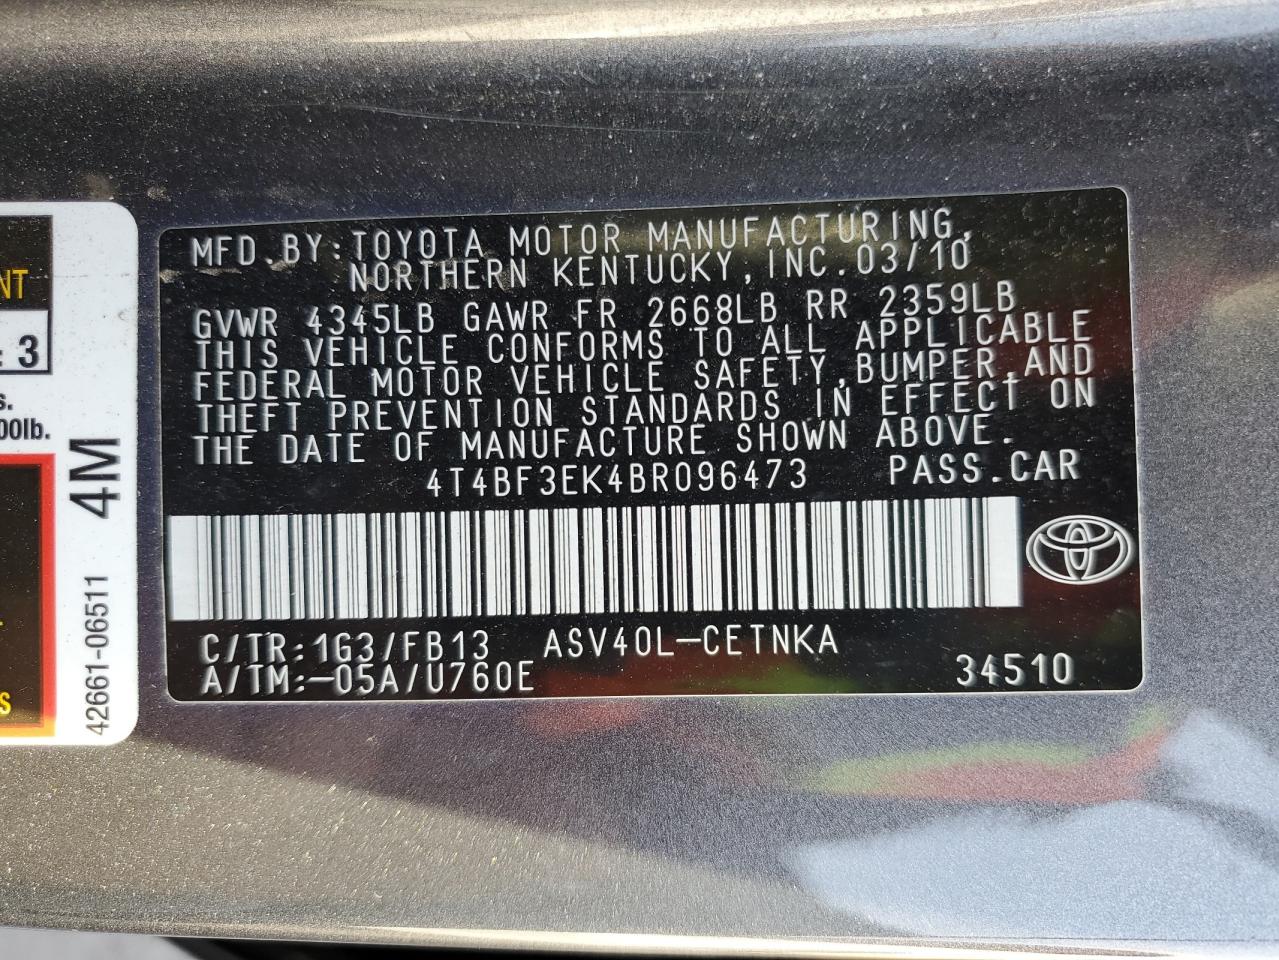 NT
: 3
s.
00lb.
4M
42661-06511
s
MFD.BY:TOYOTA MOTOR MANUFACTURING,
NORTHERN KENTUCKY,INC.03/10
GVWR 4345LB GAWR FR 2668LB RR 2359LB
THIS VEHICLE CONFORMS TO ALL APPLICABLE
FEDERAL MOTOR VEHICLE SAFETY,BUMPER,AND
THEFT PREVENTION STANDARDS IN EFFECT ON
THE DATE OF MANUFACTURE SHOWN ABOVE.
4T4BF3EK4BR096473 PASS.CAR
C/TR:1G3/FB13 ASV40L-CETNKA
A/TM:-05A/U760E 34510